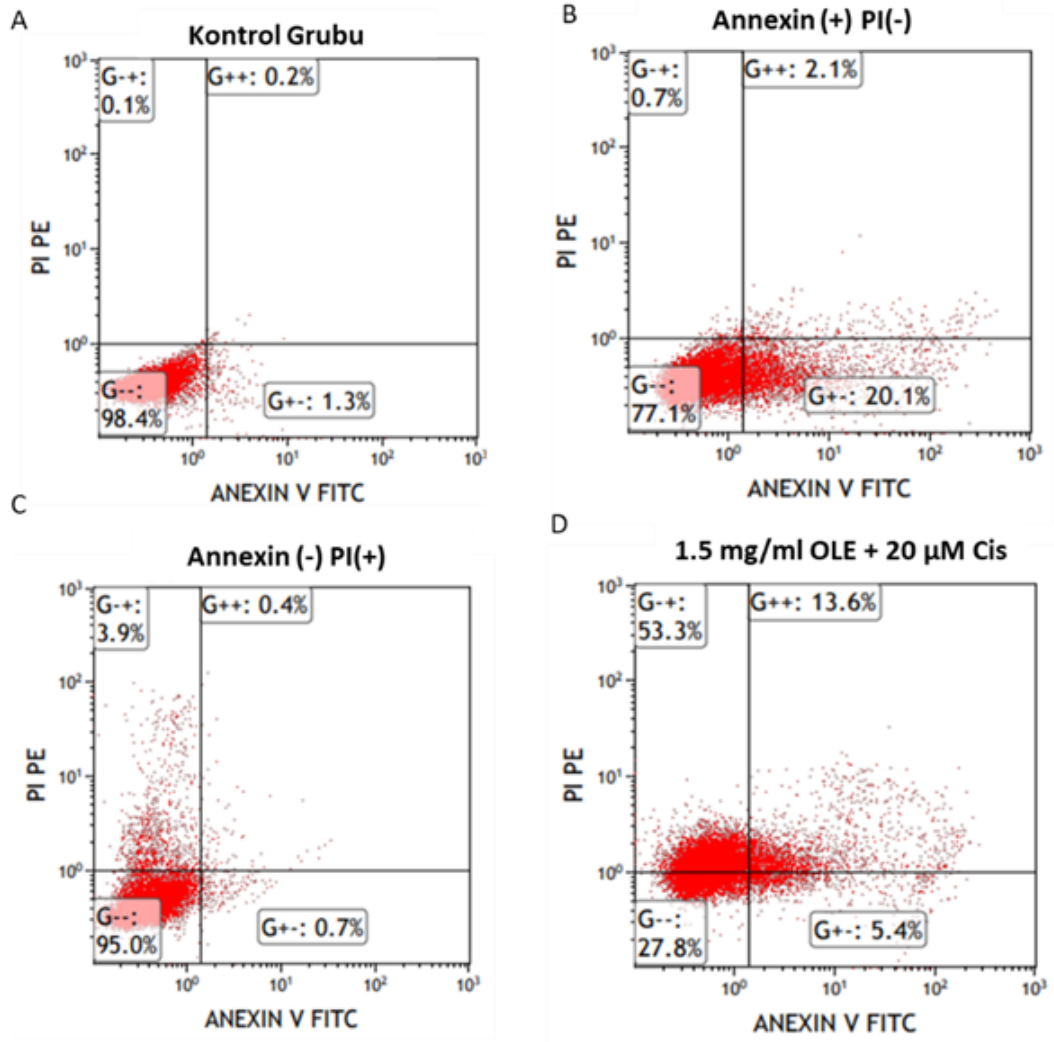 A
Kontrol Grubu
G-+:
0.1%
G++: 0.2%
10³
10²
10¹
10⁰
PI PE
G--:
98.4%
G+-: 1.3%
10⁰ 10¹ 10² 10³
ANEXIN V FITC
B
Annexin (+) PI(-)
G-+:
0.7%
G++: 2.1%
10³
10²
10¹
10⁰
PI PE
G--:
77.1%
G+-: 20.1%
10⁰ 10¹ 10² 10³
ANEXIN V FITC
C
Annexin (-) PI(+)
G-+:
3.9%
G++: 0.4%
10³
10²
10¹
10⁰
PI PE
G--:
95.0%
G+-: 0.7%
10⁰ 10¹ 10² 10³
ANEXIN V FITC
D
1.5 mg/ml OLE + 20 µM Cis
G-+:
53.3%
G++: 13.6%
10³
10²
10¹
10⁰
PI PE
G--:
27.8%
G+-: 5.4%
10⁰ 10¹ 10² 10³
ANEXIN V FITC